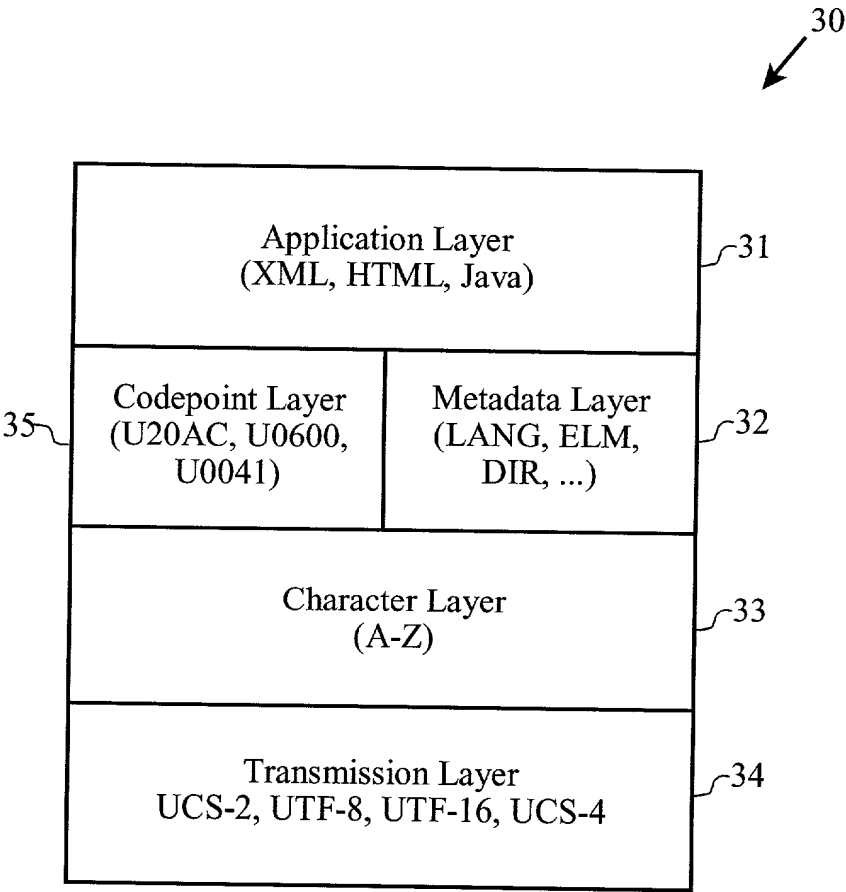 30
Application Layer
(XML, HTML, Java)
31
Codepoint Layer
(U20AC, U0600,
U0041)
35
Metadata Layer
(LANG, ELM,
DIR, ...)
32
Character Layer
(A-Z)
33
Transmission Layer
UCS-2, UTF-8, UTF-16, UCS-4
34